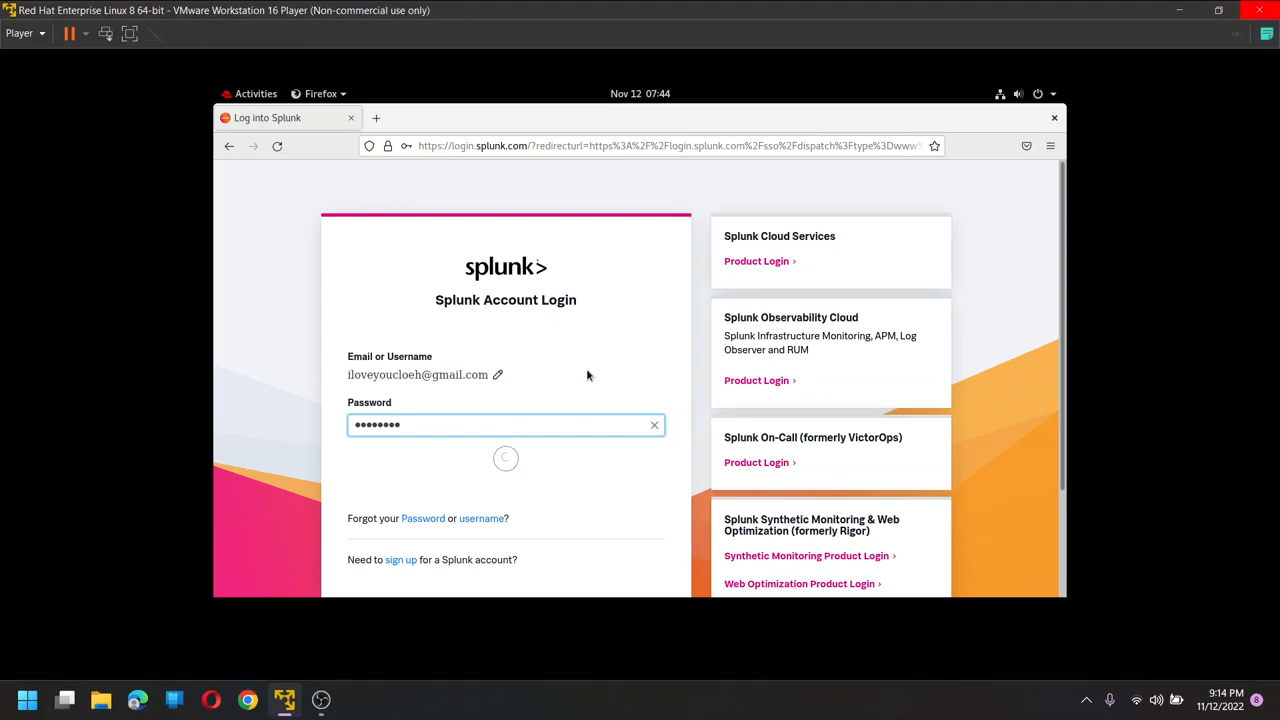 Red Hat Enterprise Linux 8 64-bit - VMware Workstation 16 Player (Non-commercial use only)
Player
Activities
Firefox
Nov 12 07:44
Log into Splunk
https://login.splunk.com/?redirecturl=https%3A%2F%2Flogin.splunk.com%2Fsso%2Fdispatch%3Ftype%3Dwww%
splunk>
Splunk Account Login
Email or Username
iloveyoucloeh@gmail.com
Password
••••••••
Forgot your Password or username?
Need to sign up for a Splunk account?
Splunk Cloud Services
Product Login ›
Splunk Observability Cloud
Splunk Infrastructure Monitoring, APM, Log
Observer and RUM
Product Login ›
Splunk On-Call (formerly VictorOps)
Product Login ›
Splunk Synthetic Monitoring & Web
Optimization (formerly Rigor)
Synthetic Monitoring Product Login ›
Web Optimization Product Login ›
9:14 PM
11/12/2022
8